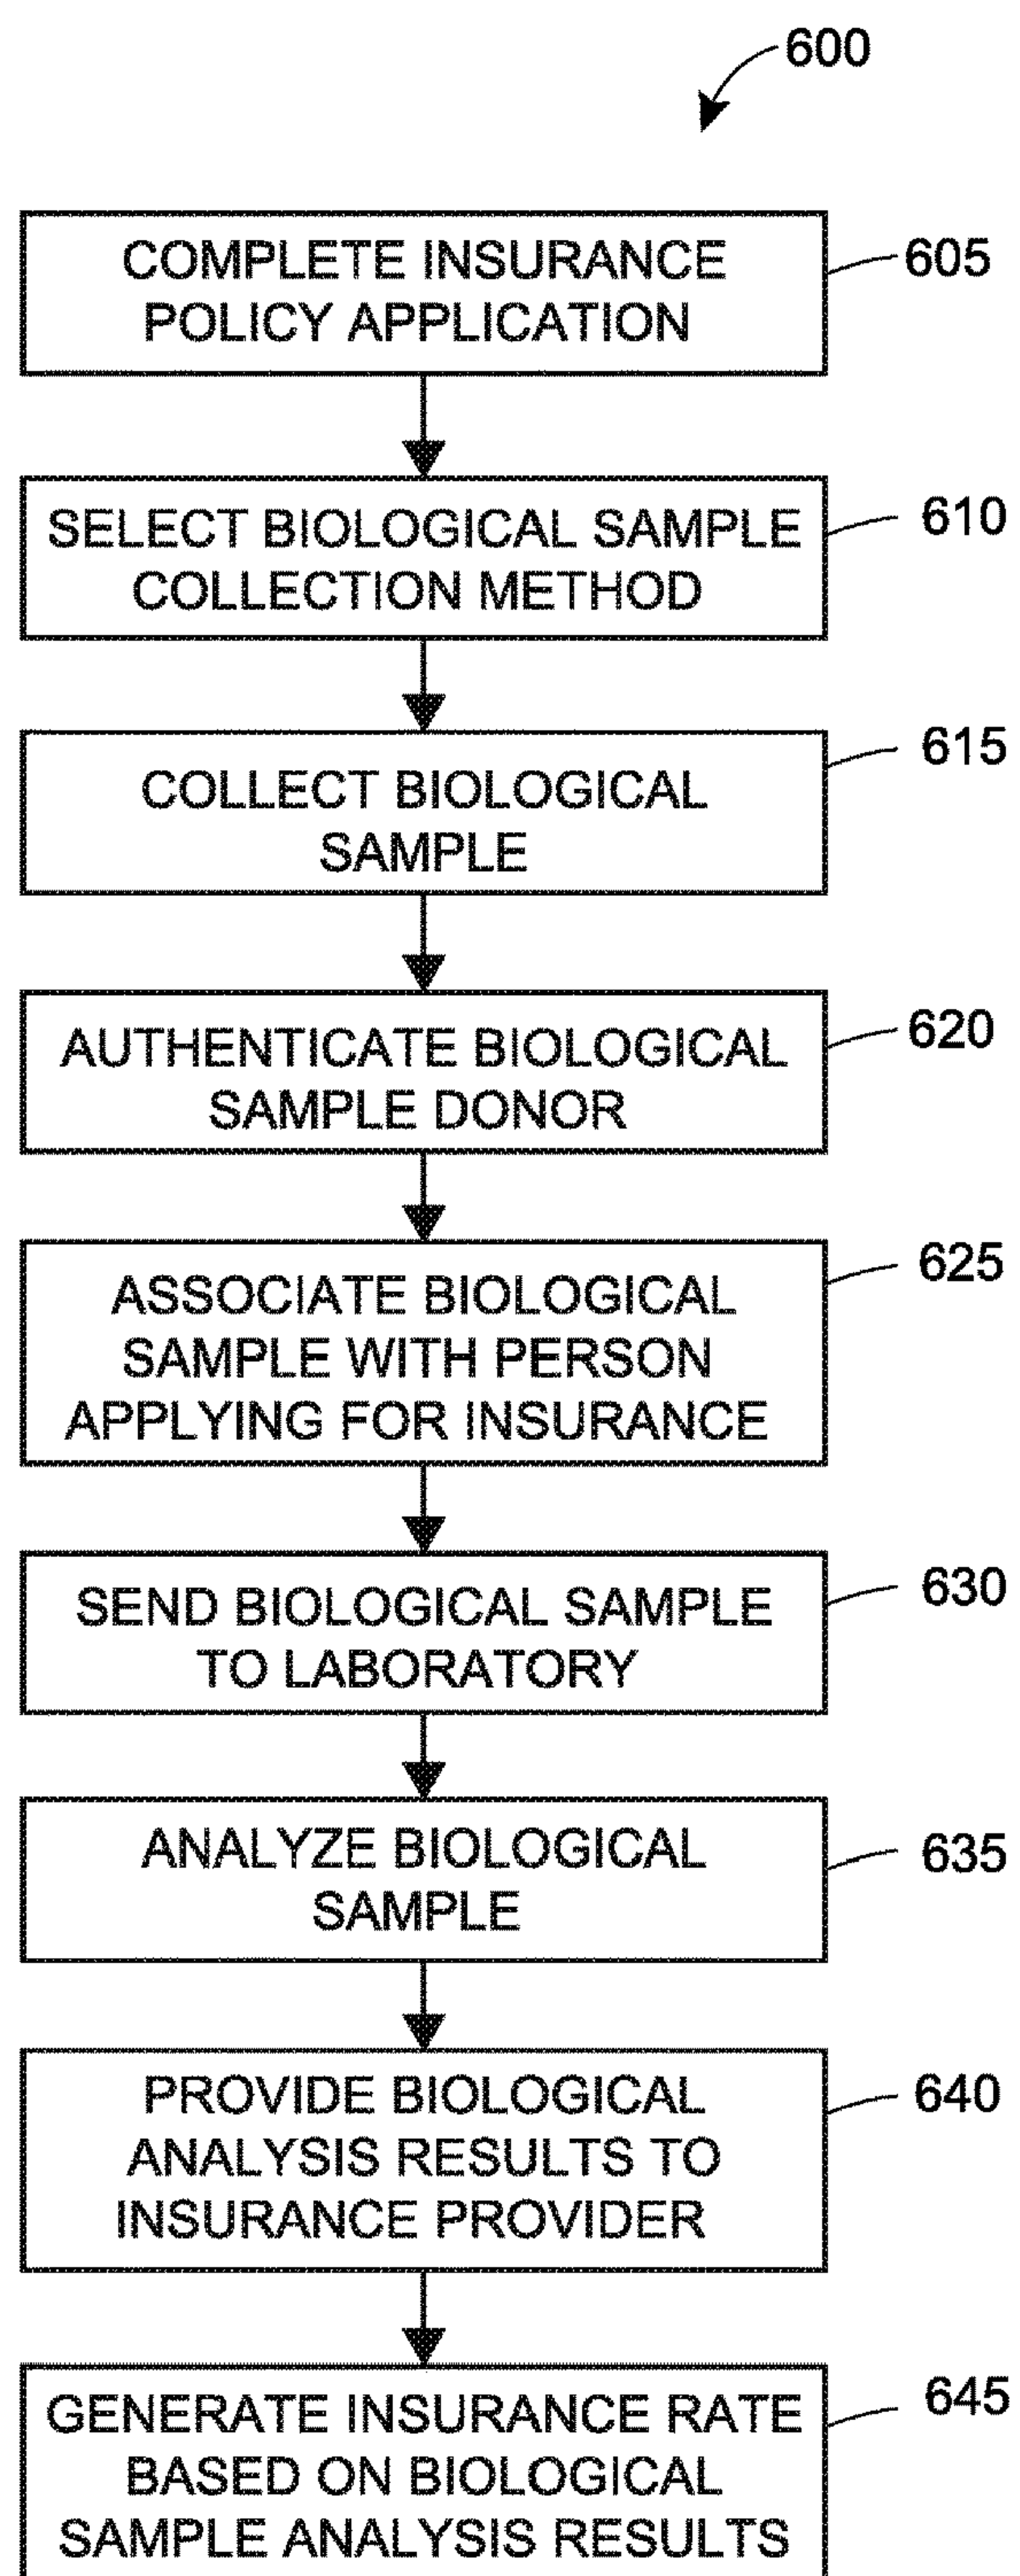 600
COMPLETE INSURANCE
POLICY APPLICATION
605
SELECT BIOLOGICAL SAMPLE
COLLECTION METHOD
610
COLLECT BIOLOGICAL
SAMPLE
615
AUTHENTICATE BIOLOGICAL
SAMPLE DONOR
620
ASSOCIATE BIOLOGICAL
SAMPLE WITH PERSON
APPLYING FOR INSURANCE
625
SEND BIOLOGICAL SAMPLE
TO LABORATORY
630
ANALYZE BIOLOGICAL
SAMPLE
635
PROVIDE BIOLOGICAL
ANALYSIS RESULTS TO
INSURANCE PROVIDER
640
GENERATE INSURANCE RATE
BASED ON BIOLOGICAL
SAMPLE ANALYSIS RESULTS
645